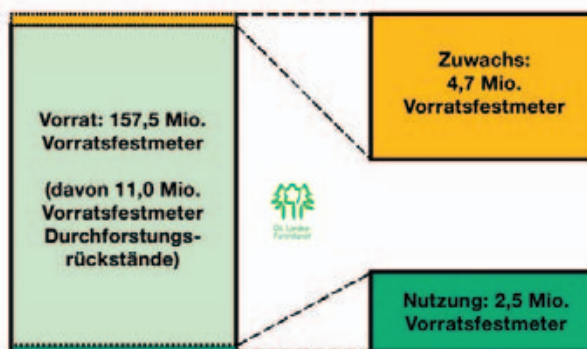 Vorrat: 157,5 Mio.
Vorratsfestmeter
(davon 11,0 Mio.
Vorratsfestmeter
Durchforstungs-
rückstände)
Zuwachs:
4,7 Mio.
Vorratsfestmeter
Nutzung: 2,5 Mio.
Vorratsfestmeter